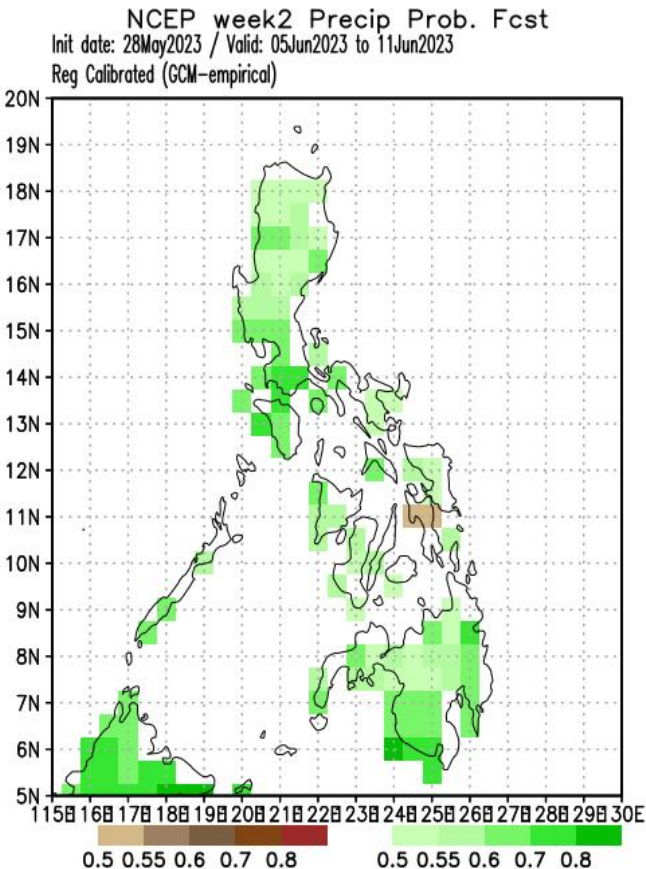 NCEP week2 Precip Prob. Fcst
Init date: 28May2023 / Valid: 05Jun2023 to 11Jun2023
Reg Calibrated (GCM-empirical)
20N
19N
18N
17N
16N
15N
14N
13N
12N
11N
10N
9N
8N
7N
6N
5N
115E 116E 117E 118E 119E 120E 121E 122E 123E 124E 125E 126E 127E 128E 129E 130E
0.5 0.55 0.6 0.7 0.8 0.5 0.55 0.6 0.7 0.8